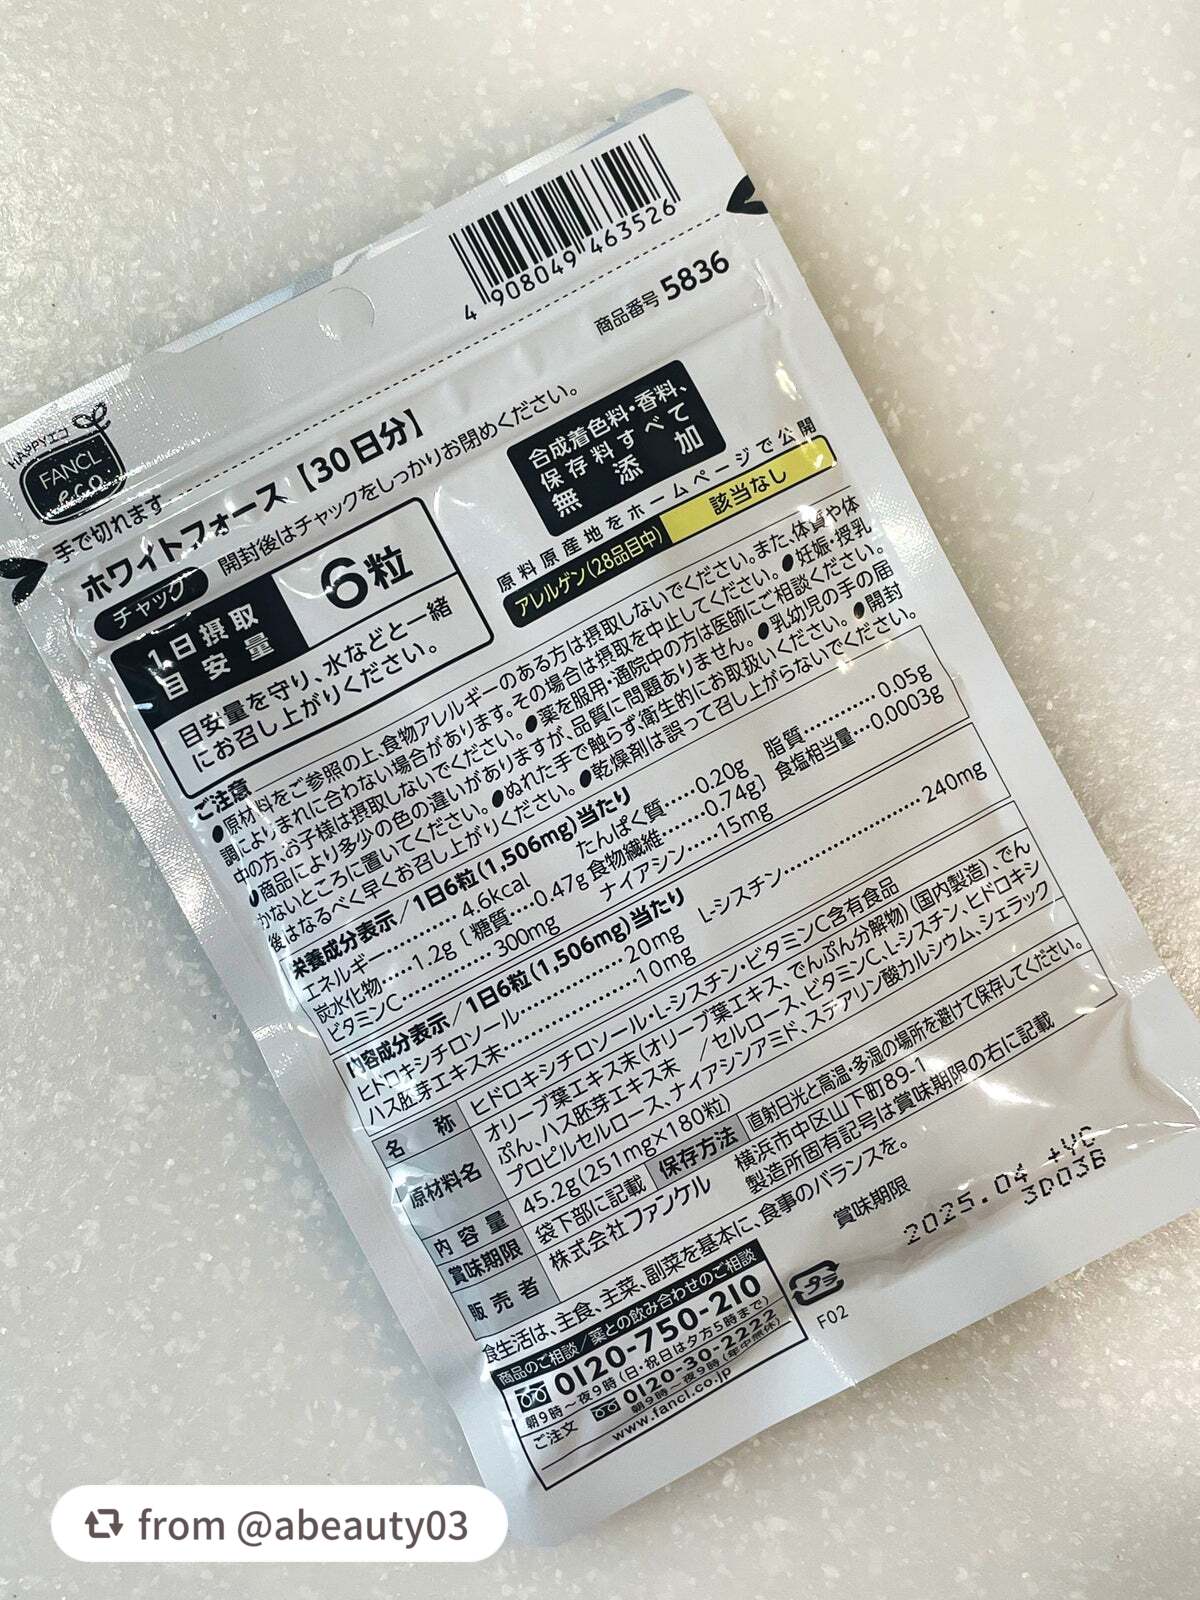 4 908049 463526
商品番号 5836
HAPPYエコ
FANCL
eco
手で切れます
ホワイトフォース【30日分】
チャック 開封後はチャックをしっかりお閉めください。
1日摂取
目安量
6粒
目安量を守り、水などと一緒
にお召し上がりください。
合成着色料・香料、
保存料すべて
無添加
原料原産地をホームページで公開
アレルゲン(28品目中) 該当なし
ご注意
●原材料をご参照の上、食物アレルギーのある方は摂取しないでください。また、体質や体
調によりまれに合わない場合があります。その場合は摂取を中止してください。●妊娠・授乳
中の方、お子様は摂取しないでください。●薬を服用・通院中の方は医師にご相談ください。
●商品により多少の色の違いがありますが、品質に問題ありません。●乳幼児の手の届
かないところに置いてください。●ぬれた手で触らず、衛生的にお取扱いください。●開封
後はなるべく早くお召し上がりください。●乾燥剤は誤って召し上がらないでください。
栄養成分表示/1日6粒(1,506mg)当たり
エネルギー……… 4.6kcal たんぱく質……0.20g 脂質………0.05g
炭水化物……1.2g〔糖質……0.47g 食物繊維……0.74g〕 食塩相当量…0.0003g
ビタミンC………… 300mg ナイアシン……15mg
内容成分表示/1日6粒(1,506mg)当たり
ヒドロキシチロソール………… 20mg L-シスチン………… 240mg
ハス胚芽エキス末………… 10mg
名称 ヒドロキシチロソール・L-シスチン・ビタミンC含有食品
原材料名 オリーブ葉エキス末(オリーブ葉エキス、でんぷん分解物)(国内製造)、でん
ぷん、ハス胚芽エキス末 /セルロース、ビタミンC、L-シスチン、ヒドロキシ
プロピルセルロース、ナイアシンアミド、ステアリン酸カルシウム、シェラック
内容量 45.2g(251mg×180粒) 保存方法 直射日光と高温・多湿の場所を避けて保存してください。
賞味期限 袋下部に記載
販売者 株式会社ファンケル 横浜市中区山下町89-1
製造所固有記号は賞味期限の右に記載
食生活は、主食、主菜、副菜を基本に、食事のバランスを。
賞味期限 2025.04 +YC
3D03B
商品のご相談/薬との飲み合わせのご相談
0120-750-210
朝9時~夜9時(日・祝日は夕方5時まで)
ご注文 0120-30-2222
朝9時~夜9時(年中無休)
www.fancl.co.jp
プラ
F02
from @abeauty03